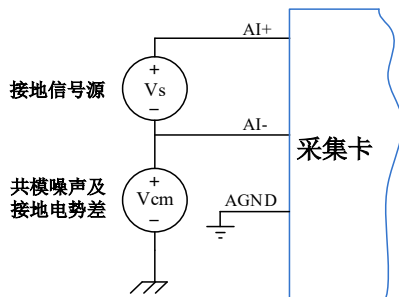 AI+
+
接地信号源
Vs
−
AI-
采集卡
共模噪声及
接地电势差
+
Vcm
−
AGND